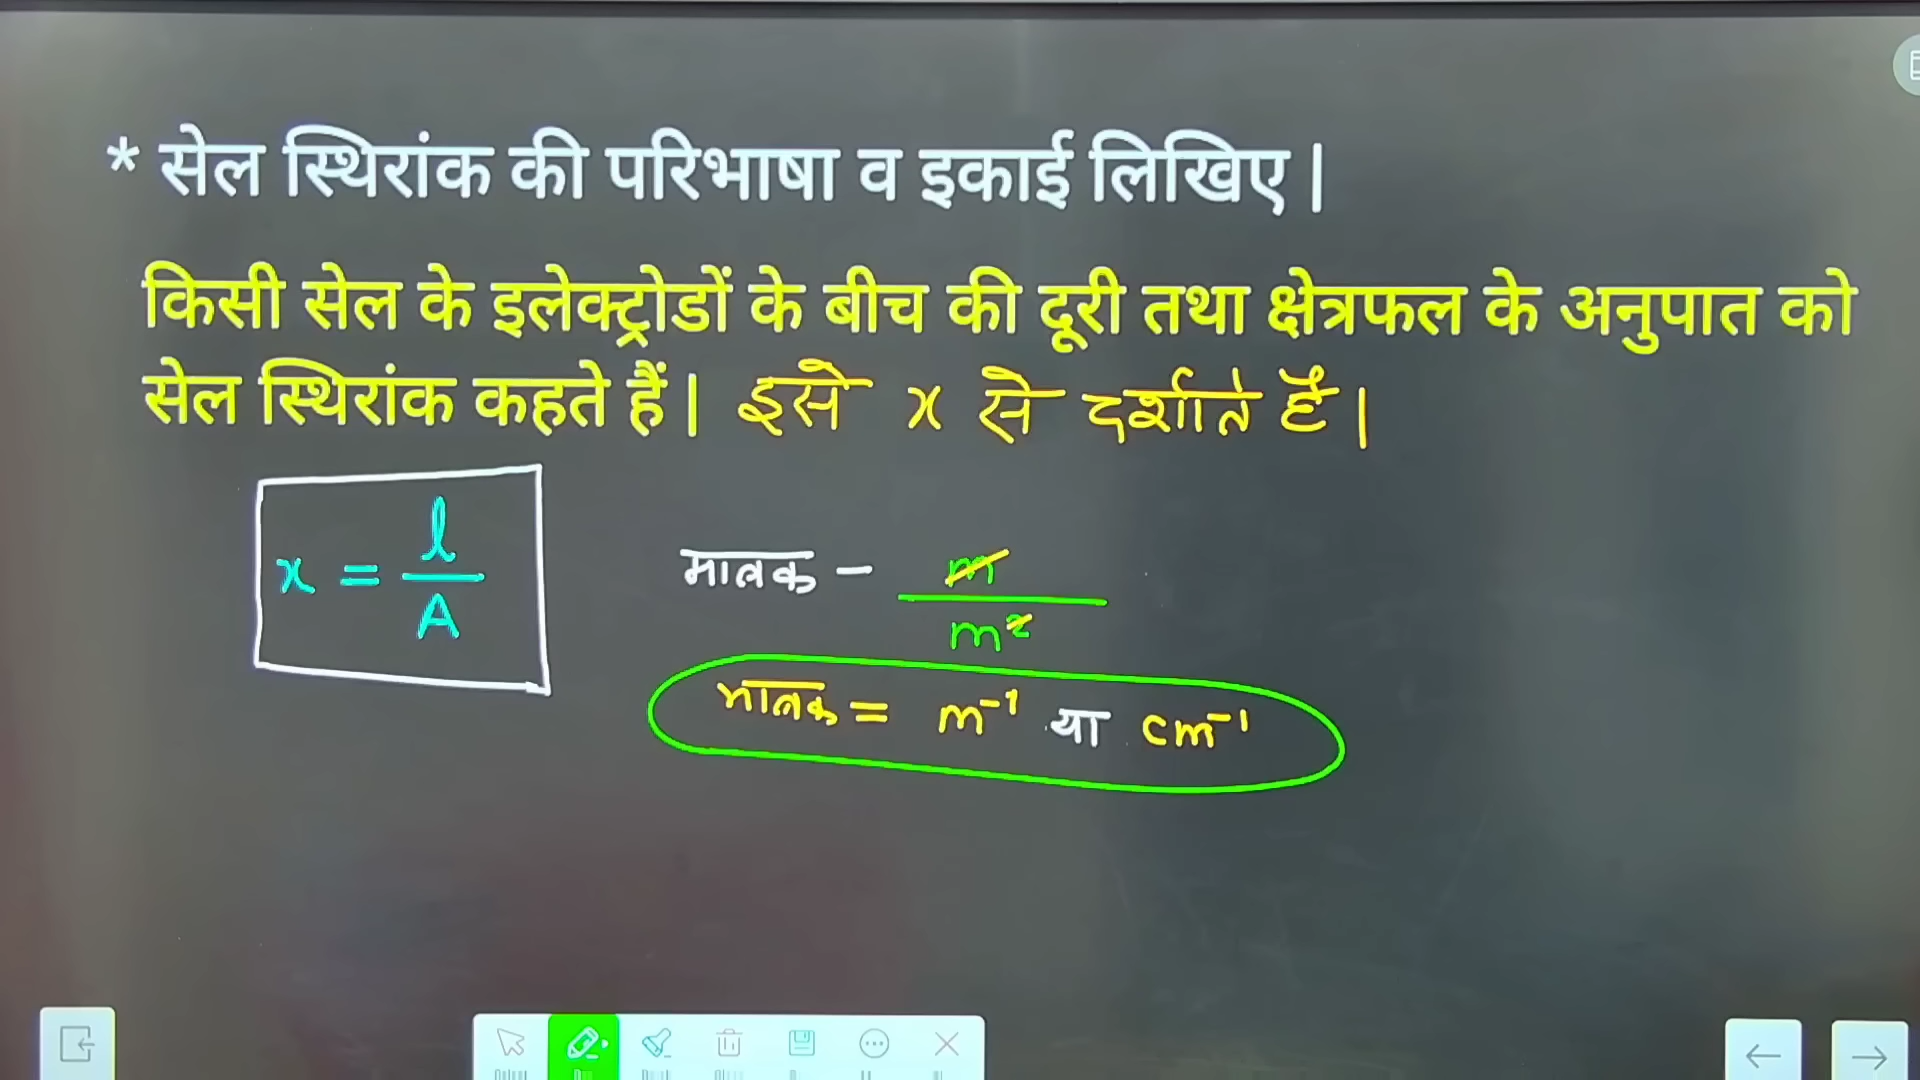 * सेल स्थिरांक की परिभाषा व इकाई लिखिए |
किसी सेल के इलेक्ट्रोडों के बीच की दूरी तथा क्षेत्रफल के अनुपात को
सेल स्थिरांक कहते हैं | इसे x से दर्शाते हैं |
x = l / A
मात्रक - m / m²
मात्रक = m⁻¹ या cm⁻¹